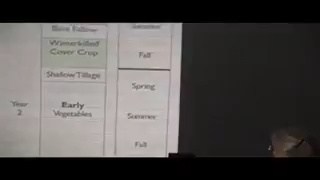 Bare Fallow
Summer
Winterkilled
Cover Crop
Fall
Shallow Tillage
Spring
Year
2
Early
Vegetables
Summer
Fall